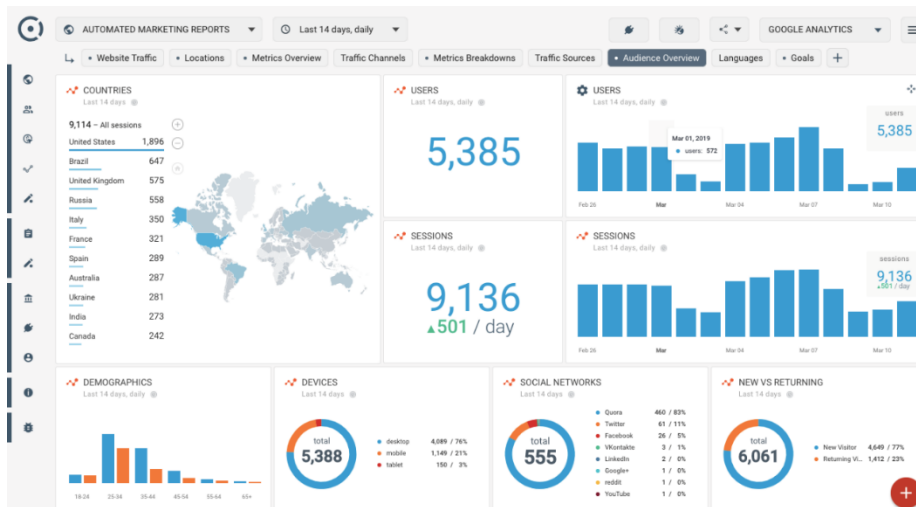 AUTOMATED MARKETING REPORTS
Last 14 days, daily
GOOGLE ANALYTICS
Website Traffic
Locations
Metrics Overview
Traffic Channels
Metrics Breakdowns
Traffic Sources
Audience Overview
Languages
Goals
COUNTRIES
Last 14 days
9,114 – All sessions
United States 1,896
Brazil 647
United Kingdom 575
Russia 558
Italy 350
France 321
Spain 289
Australia 287
Ukraine 281
India 273
Canada 242
USERS
Last 14 days, daily
5,385
USERS
Last 14 days, daily
users
5,385
Mar 01, 2019
users: 572
Feb 26 Mar Mar 04 Mar 07 Mar 10
SESSIONS
Last 14 days, daily
9,136
▲501 / day
SESSIONS
Last 14 days, daily
sessions
9,136
▲501 / day
Feb 26 Mar Mar 04 Mar 07 Mar 10
DEMOGRAPHICS
Last 14 days, daily
18-24 25-34 35-44 45-54 55-64 65+
DEVICES
Last 14 days
total
5,388
desktop 4,089 / 76%
mobile 1,149 / 21%
tablet 150 / 3%
SOCIAL NETWORKS
Last 14 days
total
555
Quora 460 / 83%
Twitter 61 / 11%
Facebook 26 / 5%
VKontakte 3 / 1%
LinkedIn 2 / 0%
Google+ 1 / 0%
reddit 1 / 0%
YouTube 1 / 0%
NEW VS RETURNING
Last 14 days
total
6,061
New Visitor 4,649 / 77%
Returning Vi... 1,412 / 23%